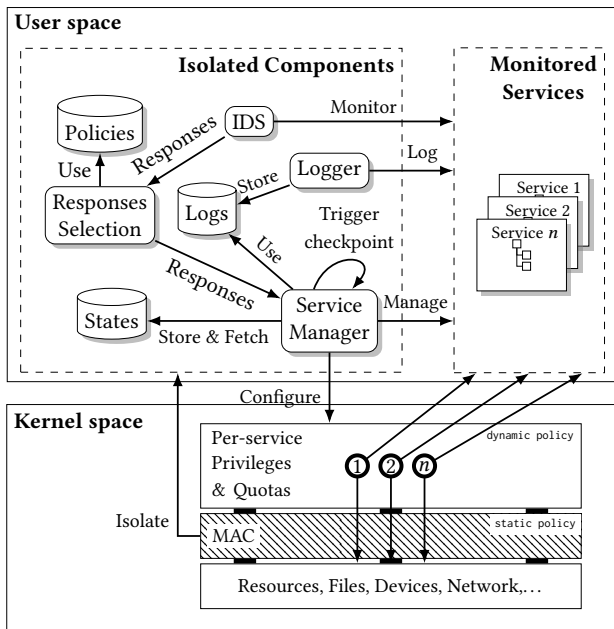 User space
Isolated Components
Monitored
Services
Policies
IDS
Monitor
Responses
Use
Logger
Log
Store
Service 1
Responses
Selection
Logs
Trigger
checkpoint
Service 2
Service n
Use
Responses
States
Service
Manager
Manage
Store & Fetch
Configure
Kernel space
Per-service
Privileges
& Quotas
dynamic policy
1
2
n
Isolate
MAC
static policy
Resources, Files, Devices, Network,...